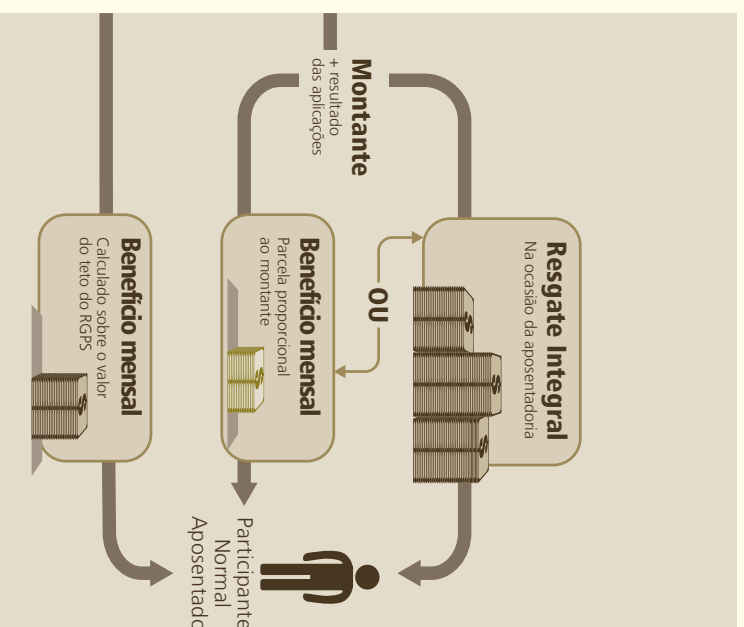 Resgate Integral
Na ocasião da aposentadoria
Montante
+ resultado
das aplicações
OU
Benefício mensal
Parcela proporcional
ao montante
Benefício mensal
Calculado sobre o valor
do teto do RGPS
Participante
Normal
Aposentado